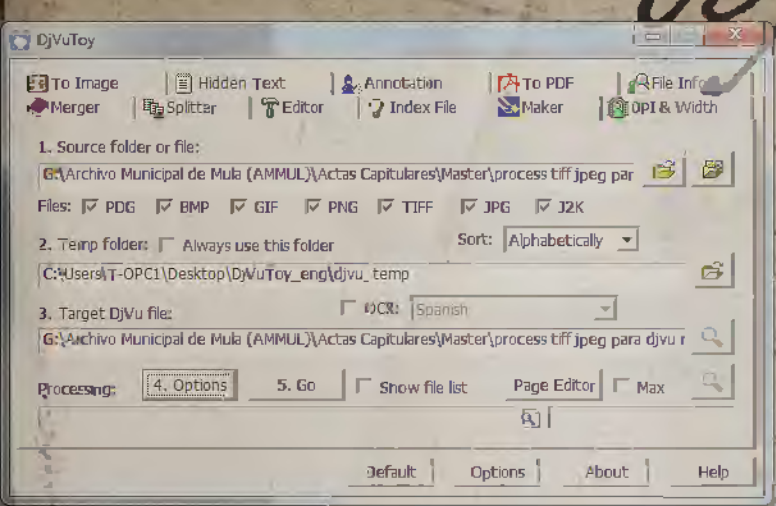 DjVuToy
To Image Hidden Text Annotation To PDF File Info
Merger Splitter Editor Index File Maker DPI & Width
1. Source folder or file:
G:\Archivo Municipal de Mula (AMMUL)\Actas Capitulares\Master\process tiff jpeg par
Files: PDG BMP GIF PNG TIFF JPG J2K
2. Temp folder: Always use this folder Sort: Alphabetically
C:\Users\T-OPC1\Desktop\DjVuToy_eng\djvu_temp
3. Target DjVu file: OCR: Spanish
G:\Archivo Municipal de Mula (AMMUL)\Actas Capitulares\Master\process tiff jpeg para djvu r
Processing: 4. Options 5. Go Show file list Page Editor Max
Default Options About Help